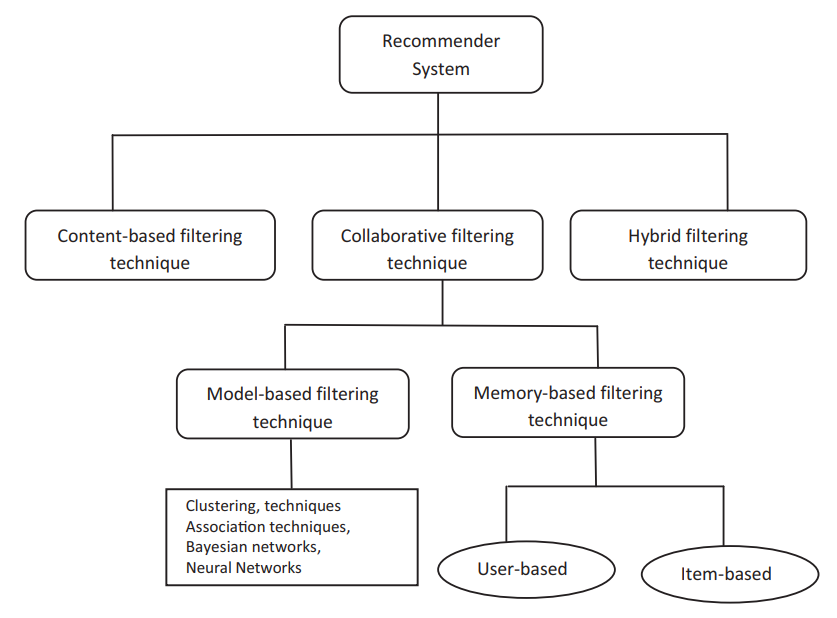 Recommender
System
Content-based filtering
technique
Collaborative filtering
technique
Hybrid filtering
technique
Model-based filtering
technique
Memory-based filtering
technique
Clustering, techniques
Association techniques,
Bayesian networks,
Neural Networks
User-based
Item-based